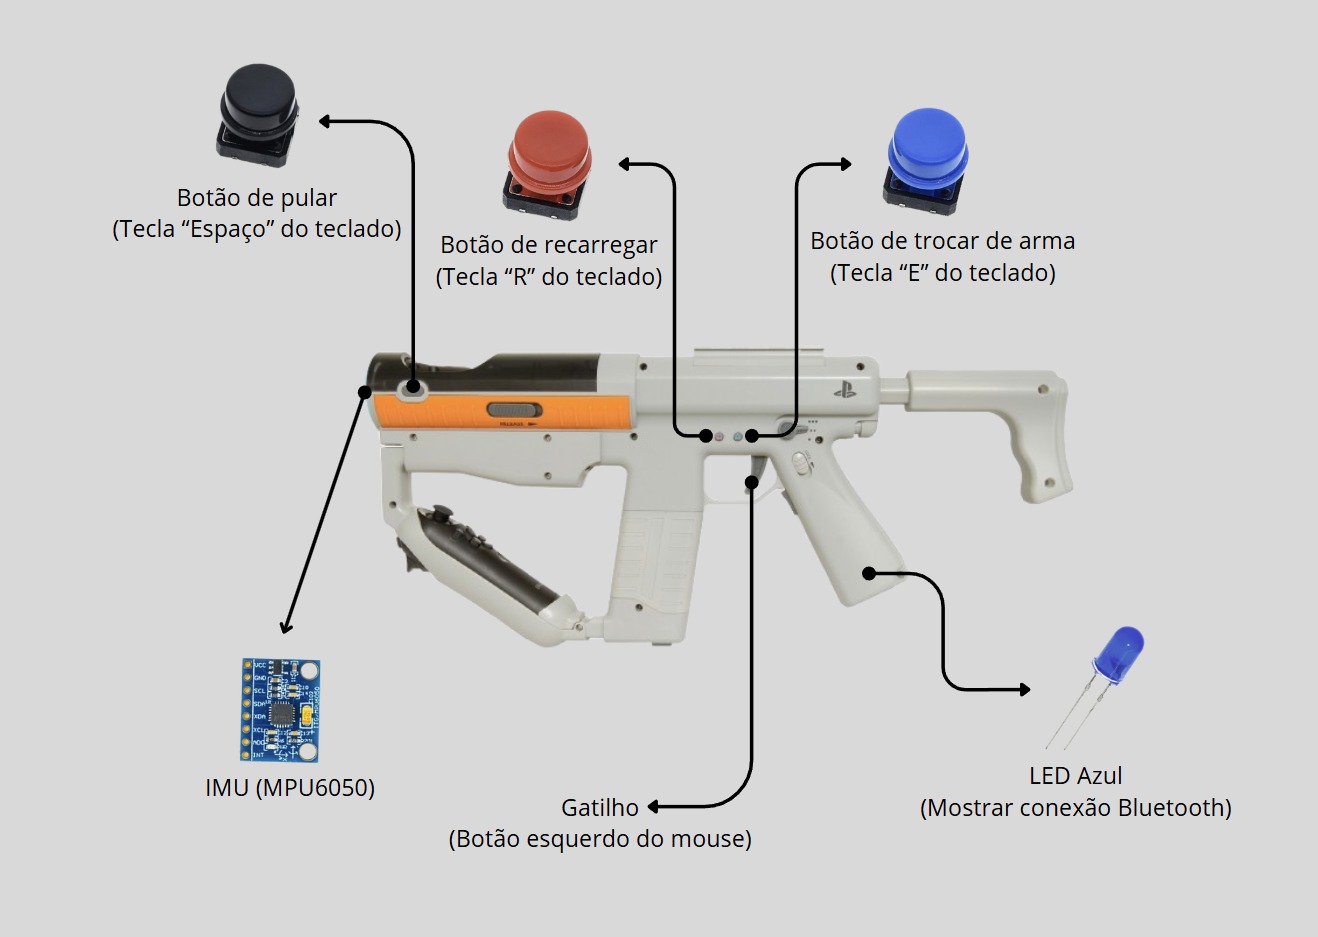 Botão de pular
(Tecla “Espaço” do teclado)
Botão de recarregar
(Tecla “R” do teclado)
Botão de trocar de arma
(Tecla “E” do teclado)
VCC
GND
SCL
SDA
XDA
XCL
ADO
INT
IMU (MPU6050)
Gatilho
(Botão esquerdo do mouse)
LED Azul
(Mostrar conexão Bluetooth)